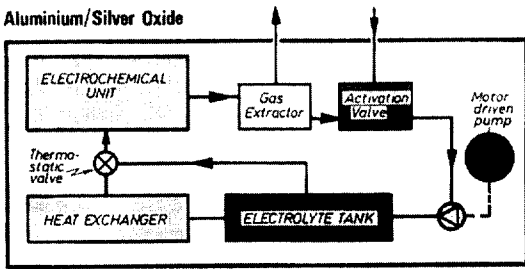 Aluminium/Silver Oxide
ELECTROCHEMICAL
UNIT
Gas
Extractor
Activation
Valve
Motor
driven
pump
Thermo-
static
valve
HEAT EXCHANGER
ELECTROLYTE TANK